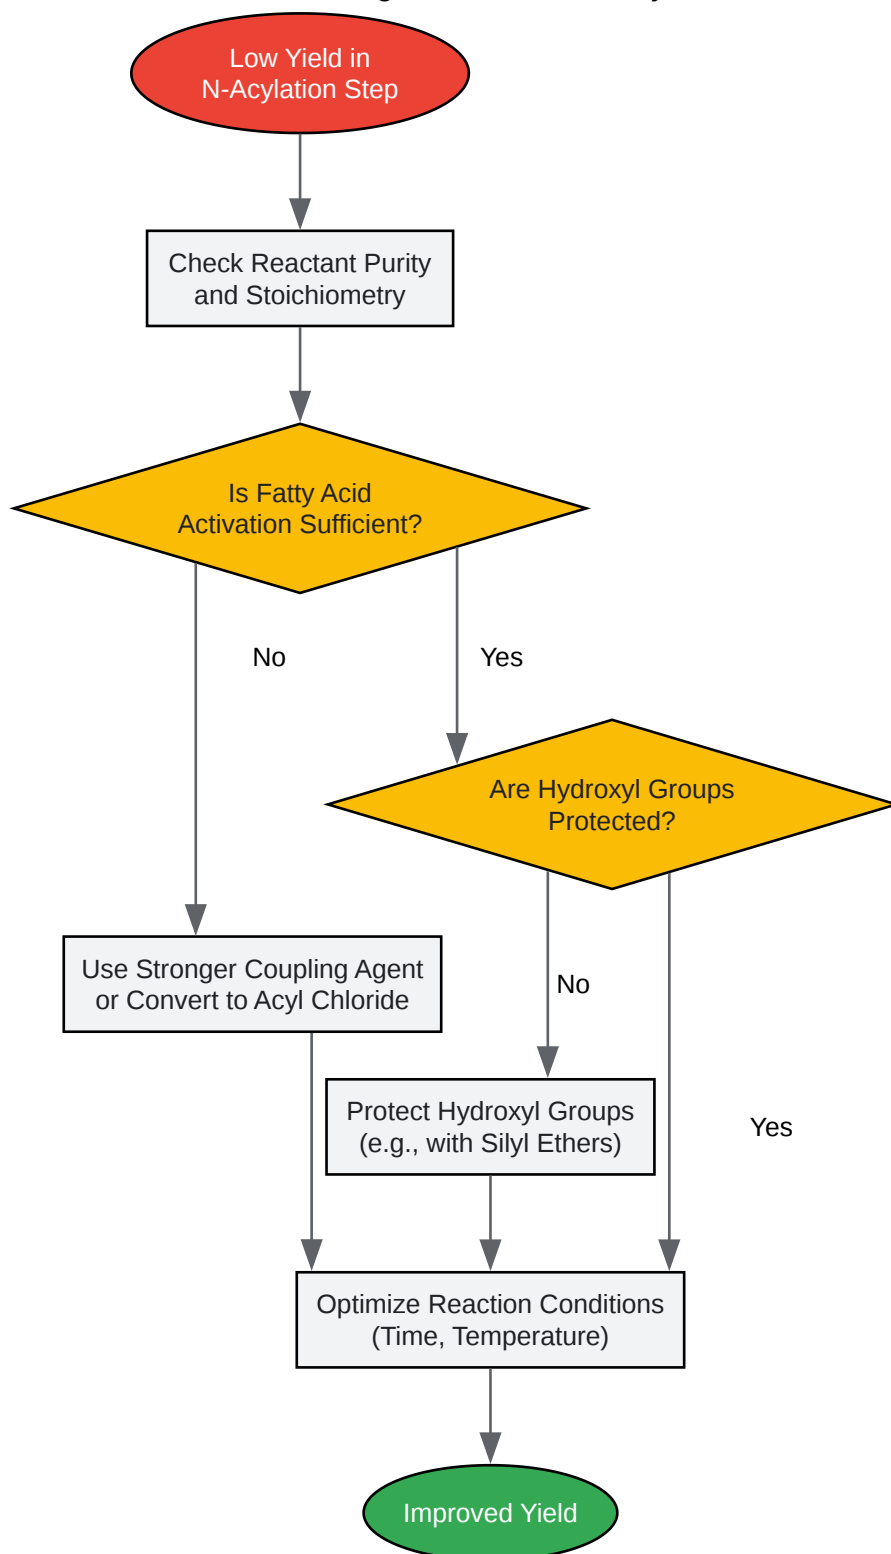 Low Yield in
N-Acylation Step
Check Reactant Purity
and Stoichiometry
Is Fatty Acid
Activation Sufficient?
No
Yes
Are Hydroxyl Groups
Protected?
Use Stronger Coupling Agent
or Convert to Acyl Chloride
No
Protect Hydroxyl Groups
(e.g., with Silyl Ethers)
Yes
Optimize Reaction Conditions
(Time, Temperature)
Improved Yield